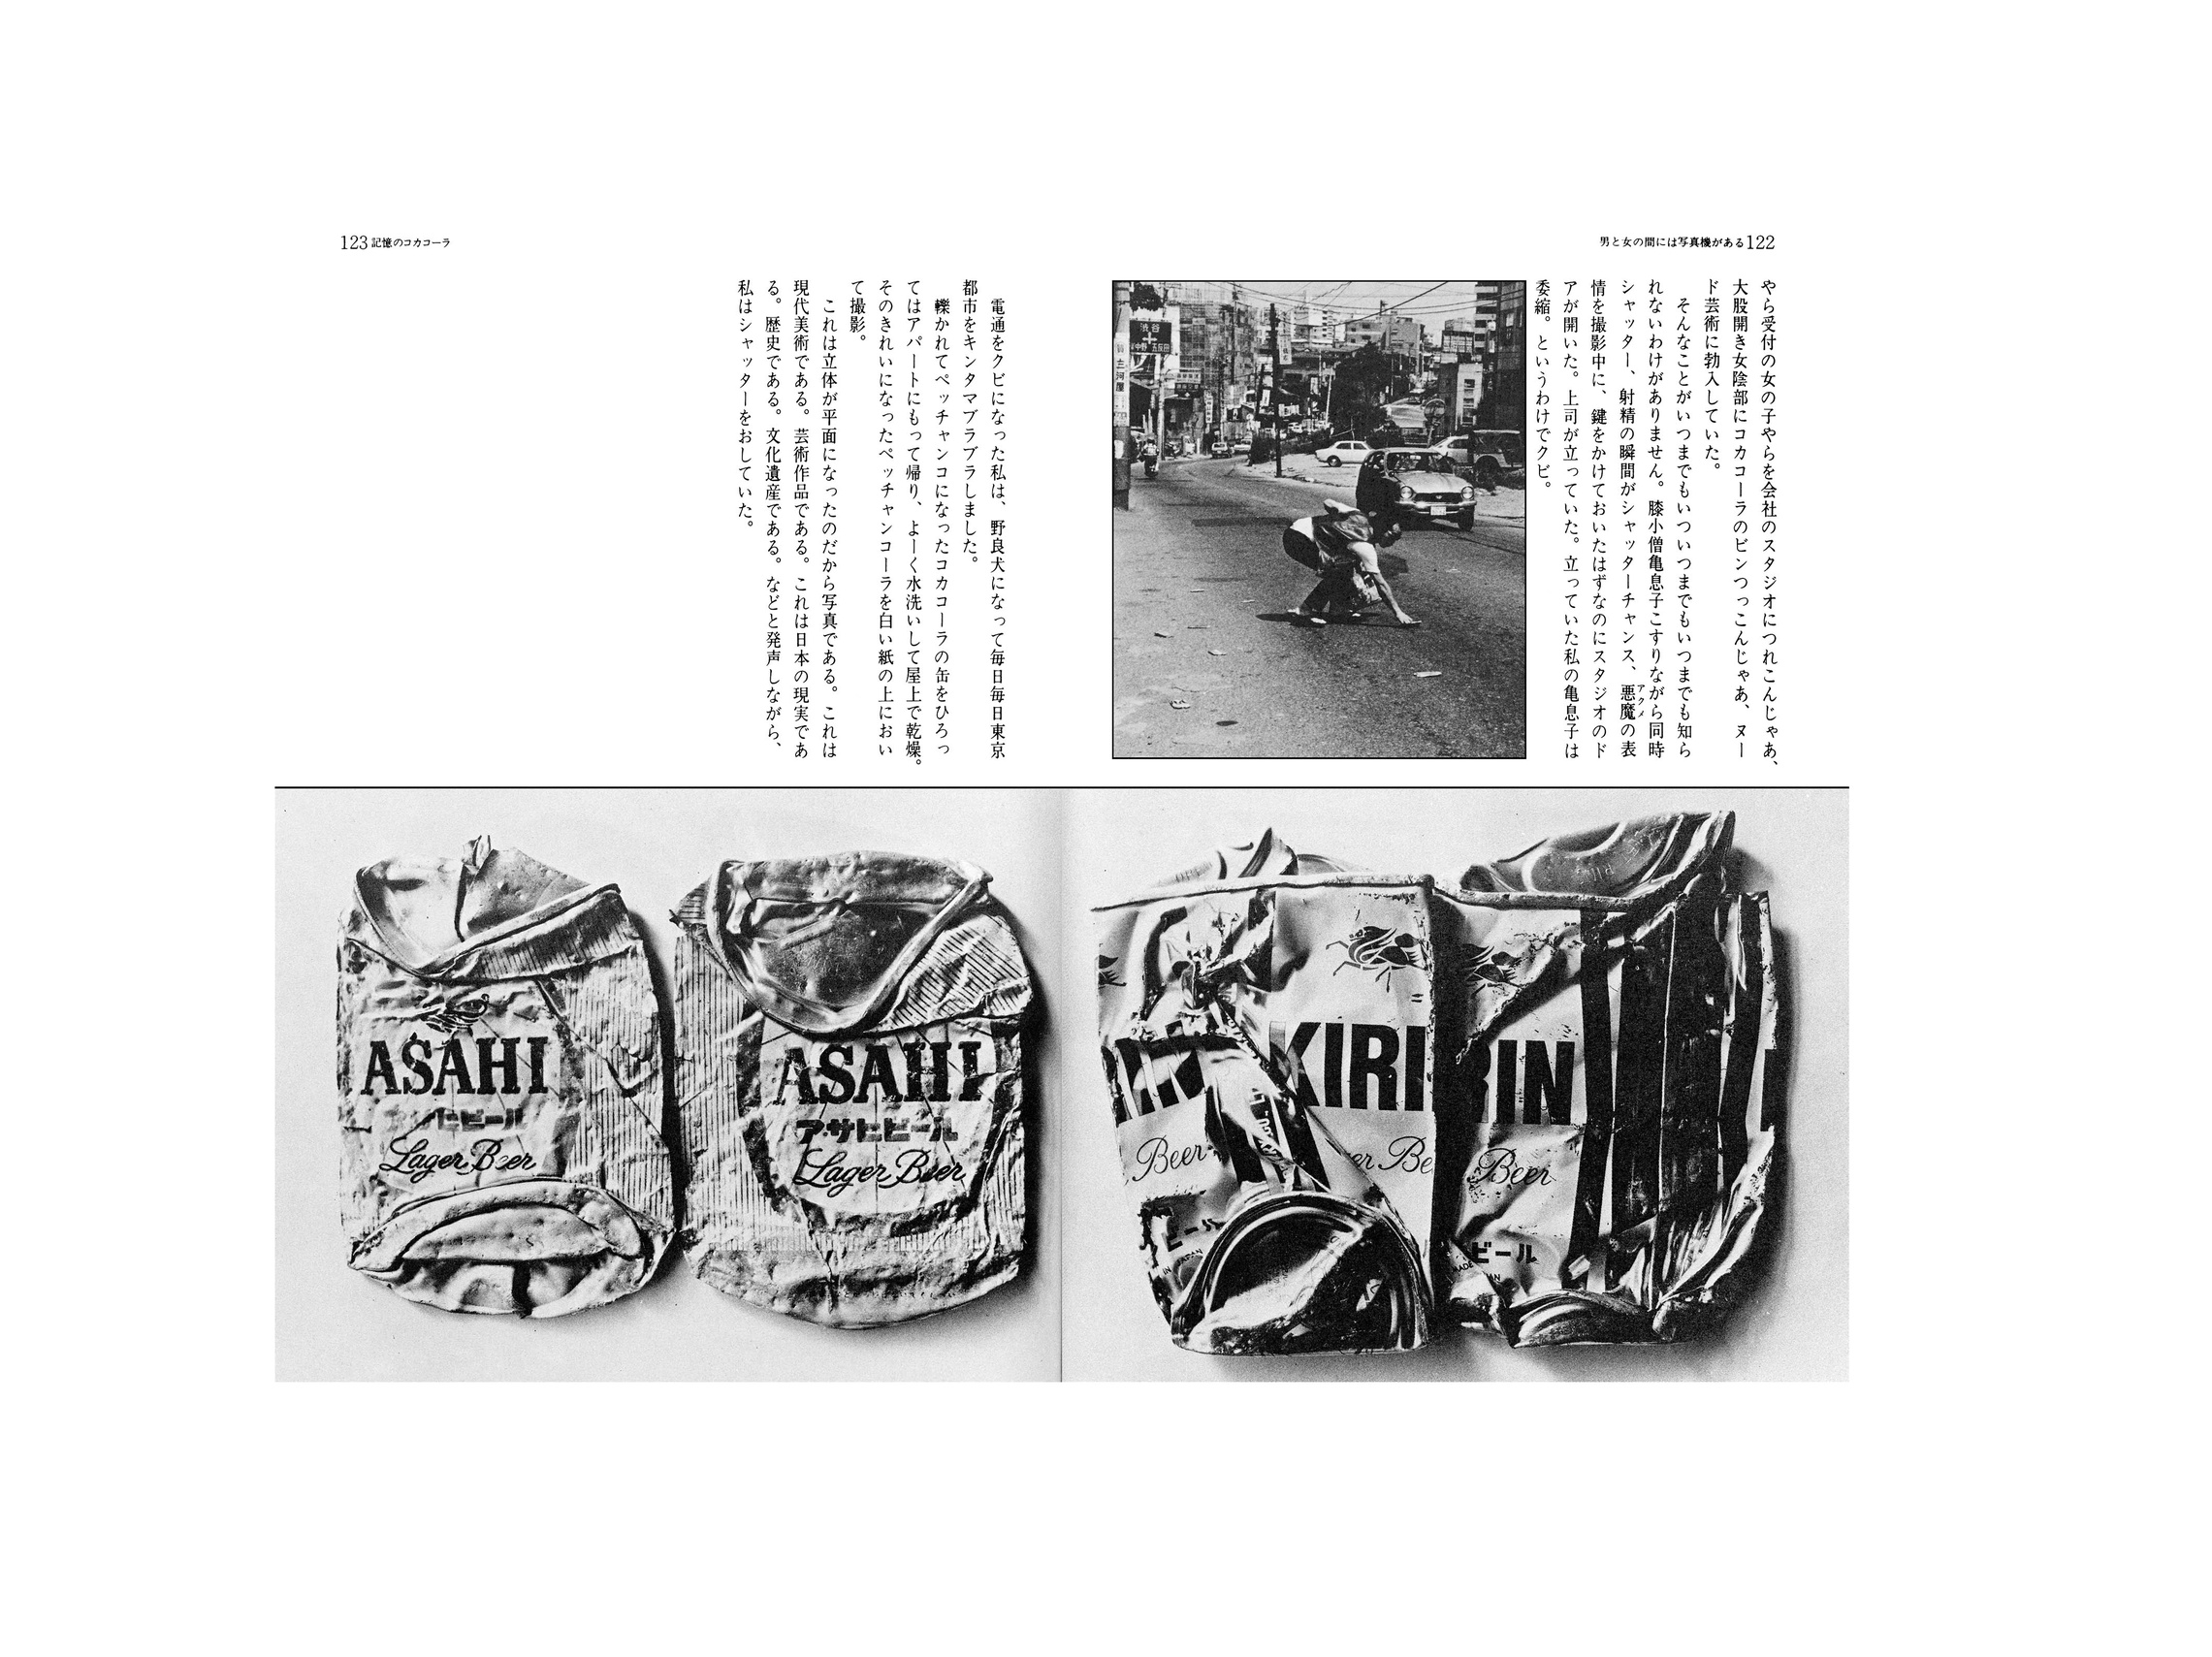 男と女の間には写真機がある122
やら受付の女の子やらを会社のスタジオにつれこんじゃあ、
大股開き女陰部にコカコーラのビンつっこんじゃあ、ヌー
ド芸術に勃入していた。
そんなことがいつまでもいついつまでもいつまでも知ら
れないわけがありません。膝小僧亀息子こすりながら同時
シャッター、射精の瞬間がシャッターチャンス、悪魔の表
アクメ
情を撮影中に、鍵をかけておいたはずなのにスタジオのド
アが開いた。上司が立っていた。立っていた私の亀息子は
委縮。というわけでクビ。
渋谷
中野 五反田
三河屋
123記憶のコカコーラ
電通をクビになった私は、野良犬になって毎日毎日東京
都市をキンタマブラブラしました。
轢かれてペッチャンコになったコカコーラの缶をひろっ
てはアパートにもって帰り、よーく水洗いして屋上で乾燥。
そのきれいになったペッチャンコーラを白い紙の上におい
て撮影。
これは立体が平面になったのだから写真である。これは
現代美術である。芸術作品である。これは日本の現実であ
る。歴史である。文化遺産である。などと発声しながら、
私はシャッターをおしていた。
ASAHI
ビール
Lager Beer
ASAHI
アサヒビール
Lager Beer
KIRI
RIN
Beer
er Be
Beer
ビール
IN JAPAN
ビール